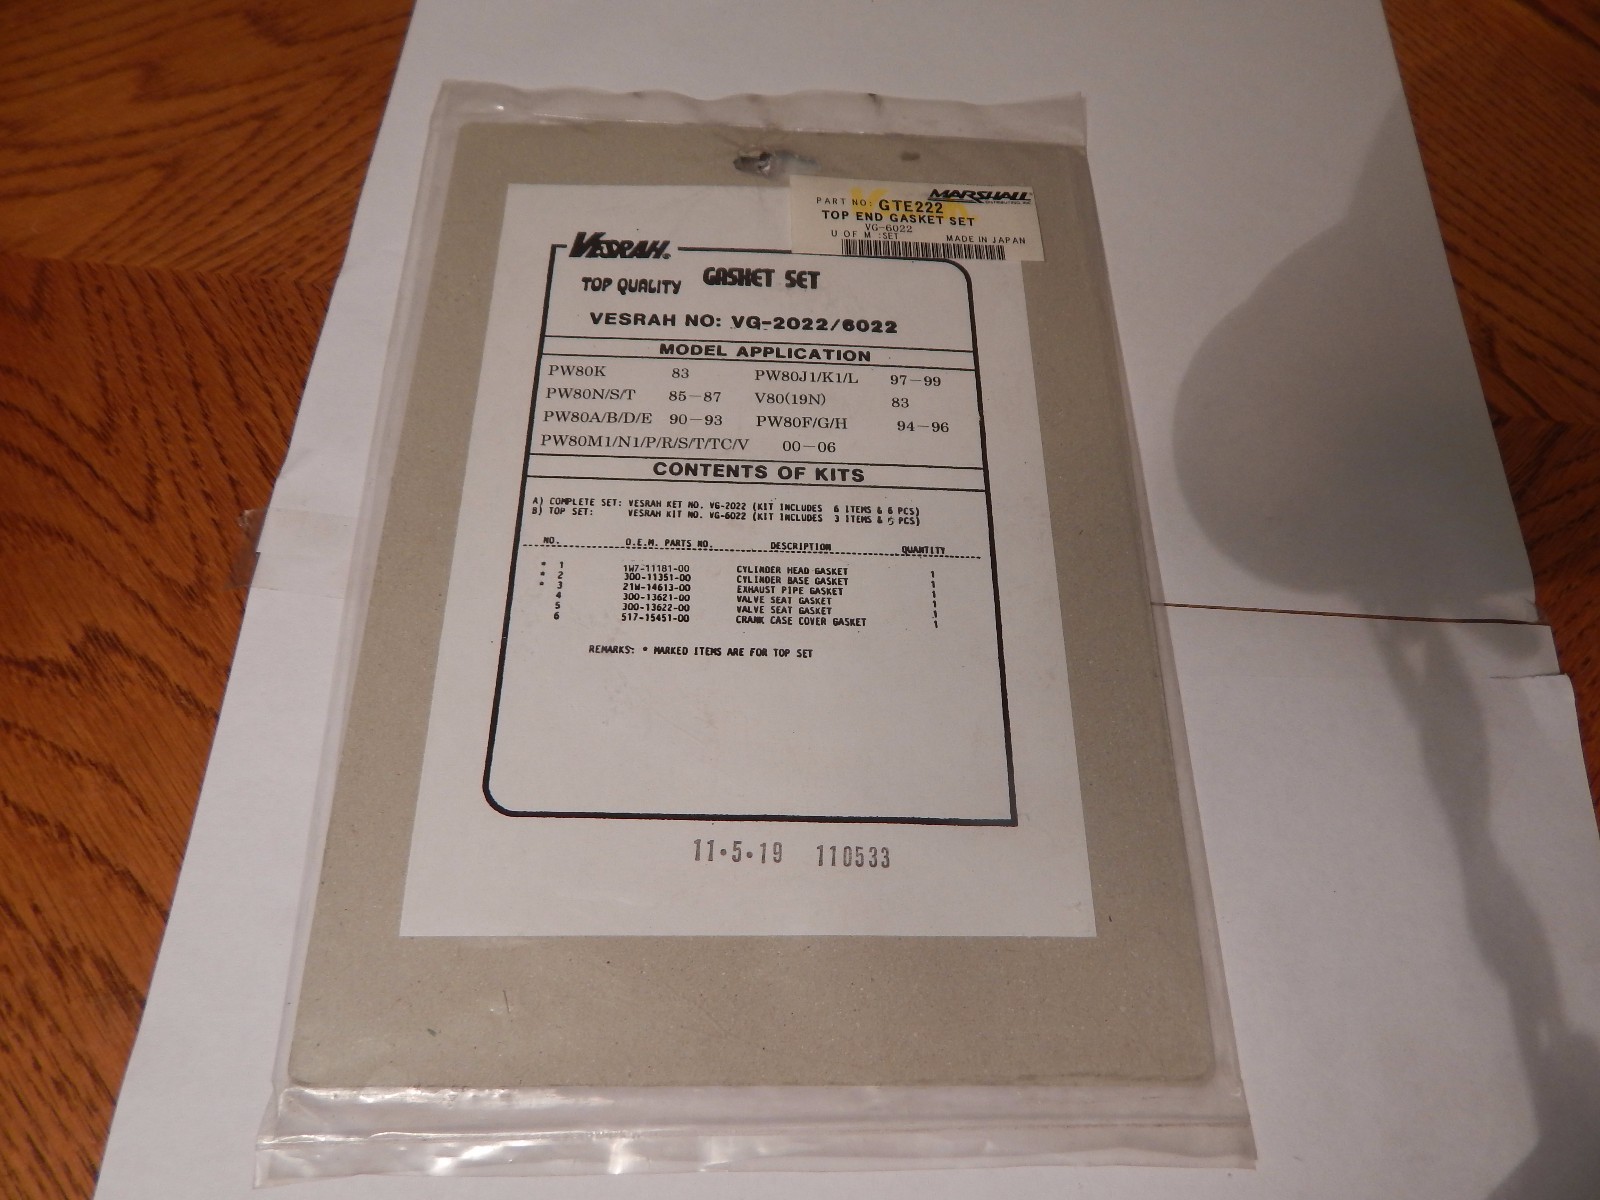 MARSHALL
PART NO: GTE222
TOP END GASKET SET
VG-6022
U OF M :SET MADE IN JAPAN
VESRAH®
TOP QUALITY GASKET SET
VESRAH NO: VG-2022/6022
MODEL APPLICATION
PW80K 83 PW80J1/K1/L 97-99
PW80N/S/T 85-87 V80(19N) 83
PW80A/B/D/E 90-93 PW80F/G/H 94-96
PW80M1/N1/P/R/S/T/TC/V 00-06
CONTENTS OF KITS
A) COMPLETE SET: VESRAH KET NO. VG-2022 (KIT INCLUDES 6 ITEMS & 6 PCS)
B) TOP SET: VESRAH KIT NO. VG-6022 (KIT INCLUDES 3 ITEMS & PCS)
NO. O.E.M. PARTS NO. DESCRIPTION QUANTITY
* 1 1W7-11181-00 CYLINDER HEAD GASKET 1
* 2 300-11351-00 CYLINDER BASE GASKET 1
* 3 21W-14613-00 EXHAUST PIPE GASKET 1
4 300-13621-00 VALVE SEAT GASKET 1
5 300-13622-00 VALVE SEAT GASKET 1
6 517-15451-00 CRANK CASE COVER GASKET 1
REMARKS: * MARKED ITEMS ARE FOR TOP SET
11·5·19 110533